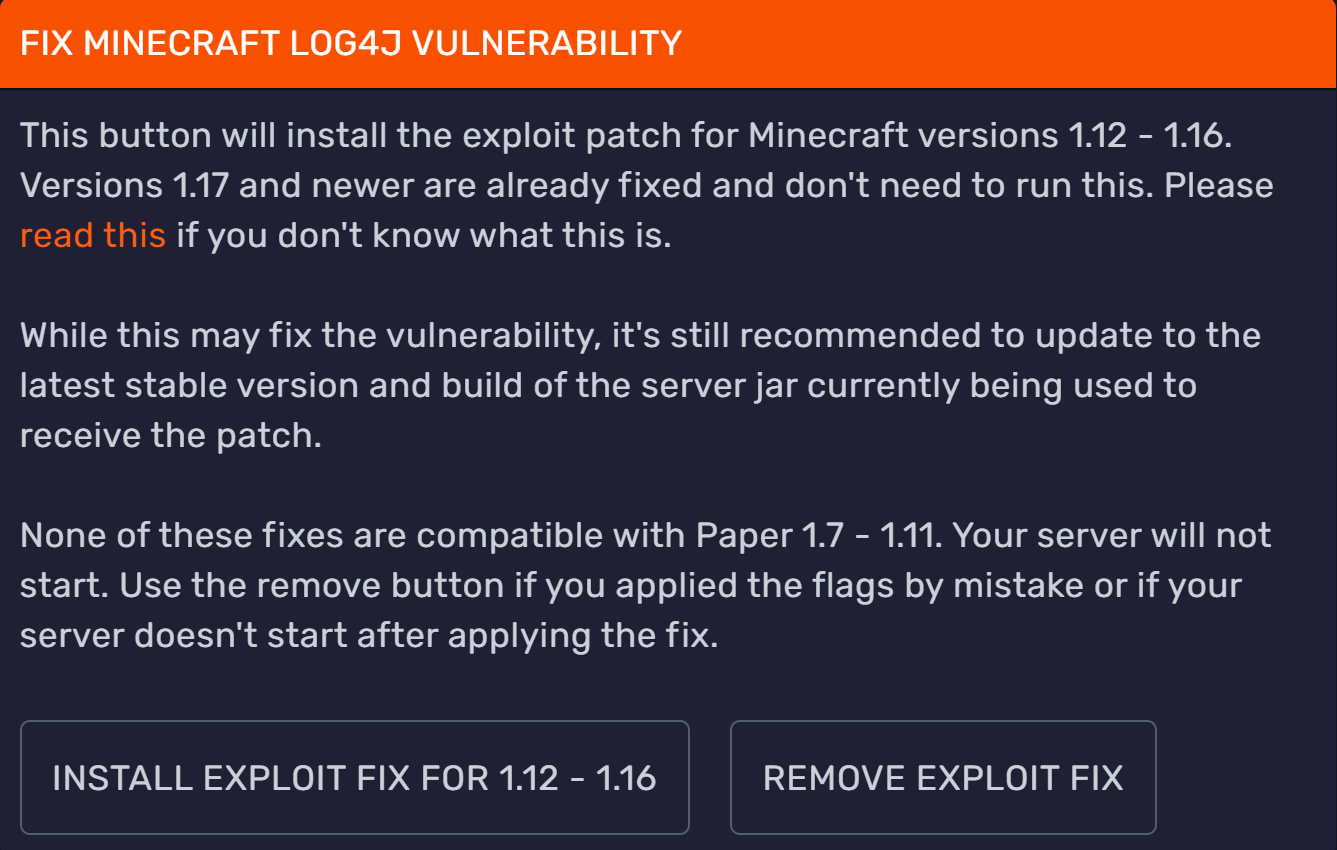 FIX MINECRAFT LOG4J VULNERABILITY
This button will install the exploit patch for Minecraft versions 1.12 - 1.16.
Versions 1.17 and newer are already fixed and don't need to run this. Please
read this if you don't know what this is.
While this may fix the vulnerability, it's still recommended to update to the
latest stable version and build of the server jar currently being used to
receive the patch.
None of these fixes are compatible with Paper 1.7 - 1.11. Your server will not
start. Use the remove button if you applied the flags by mistake or if your
server doesn't start after applying the fix.
INSTALL EXPLOIT FIX FOR 1.12 - 1.16
REMOVE EXPLOIT FIX